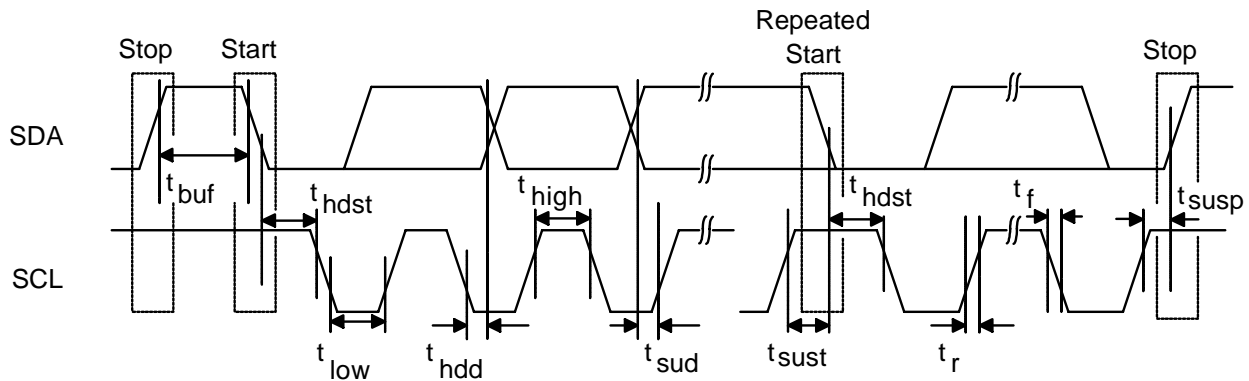 Repeated
Stop Start Start Stop
SDA
t buf
t hdst
t high
t hdst
t f
t susp
SCL
t low
t hdd
t sud
t sust
t r